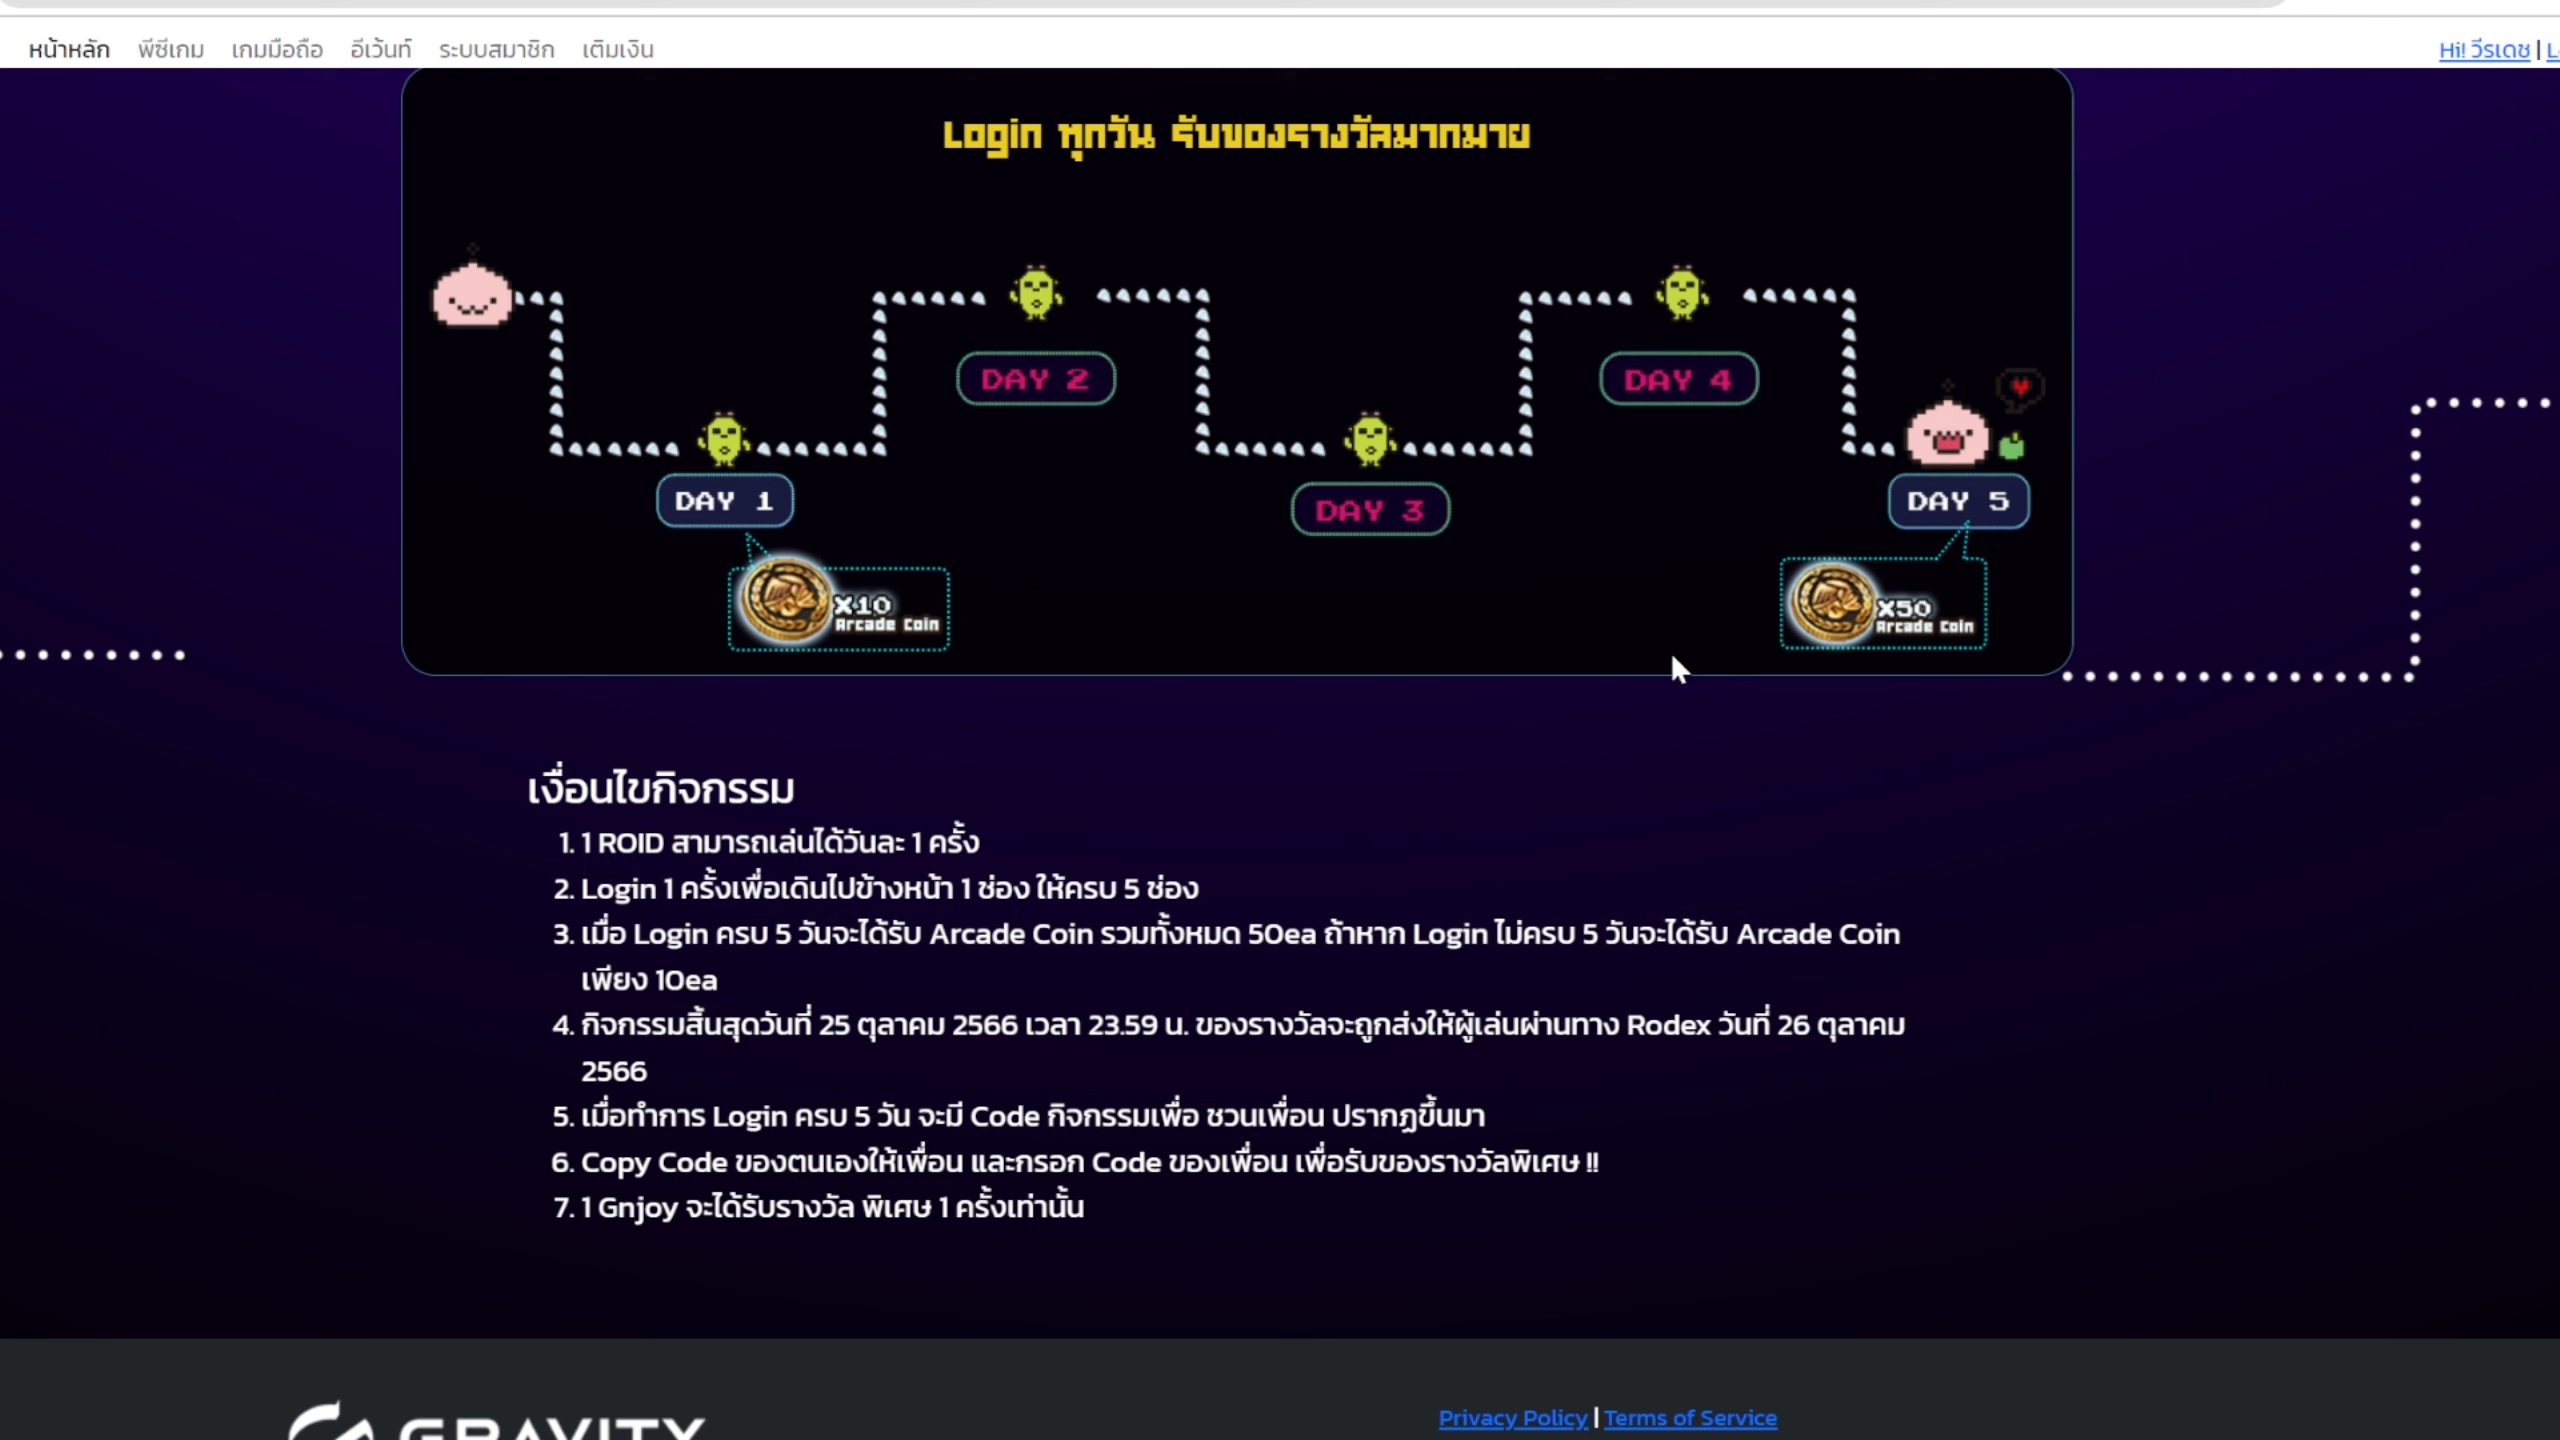 หน้าหลัก พีซีเกม เกมมือถือ อีเว้นท์ ระบบสมาชิก เติมเงิน Hi! วีรเดช |
Login ทุกวัน รับของรางวัลมากมาย
DAY 2
DAY 4
DAY 1
DAY 3
DAY 5
X10
Arcade Coin
X50
Arcade Coin
เงื่อนไขกิจกรรม
1. 1 ROID สามารถเล่นได้วันละ 1 ครั้ง
2. Login 1 ครั้งเพื่อเดินไปข้างหน้า 1 ช่อง ให้ครบ 5 ช่อง
3. เมื่อ Login ครบ 5 วันจะได้รับ Arcade Coin รวมทั้งหมด 50ea ถ้าหาก Login ไม่ครบ 5 วันจะได้รับ Arcade Coin
เพียง 10ea
4. กิจกรรมสิ้นสุดวันที่ 25 ตุลาคม 2566 เวลา 23.59 น. ของรางวัลจะถูกส่งให้ผู้เล่นผ่านทาง Rodex วันที่ 26 ตุลาคม
2566
5. เมื่อทำการ Login ครบ 5 วัน จะมี Code กิจกรรมเพื่อ ชวนเพื่อน ปรากฏขึ้นมา
6. Copy Code ของตนเองให้เพื่อน และกรอก Code ของเพื่อน เพื่อรับของรางวัลพิเศษ !!
7. 1 Gnjoy จะได้รับรางวัล พิเศษ 1 ครั้งเท่านั้น
GRAVITY
Privacy Policy | Terms of Service